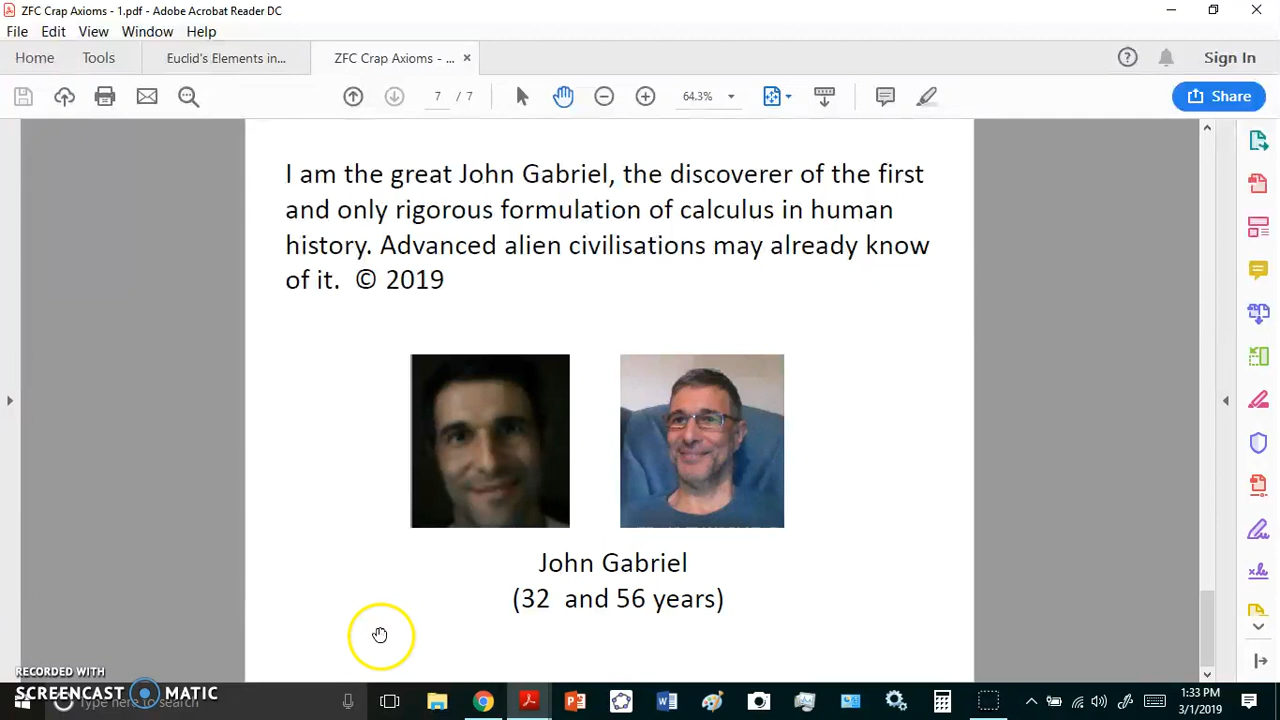 ZFC Crap Axioms - 1.pdf - Adobe Acrobat Reader DC
File Edit View Window Help
Home Tools Euclid's Elements in... ZFC Crap Axioms - ... Sign In
7 / 7 64.3% Share
I am the great John Gabriel, the discoverer of the first
and only rigorous formulation of calculus in human
history. Advanced alien civilisations may already know
of it. © 2019
John Gabriel
(32 and 56 years)
RECORDED WITH
SCREENCAST MATIC
Type here to search
1:33 PM
3/1/2019